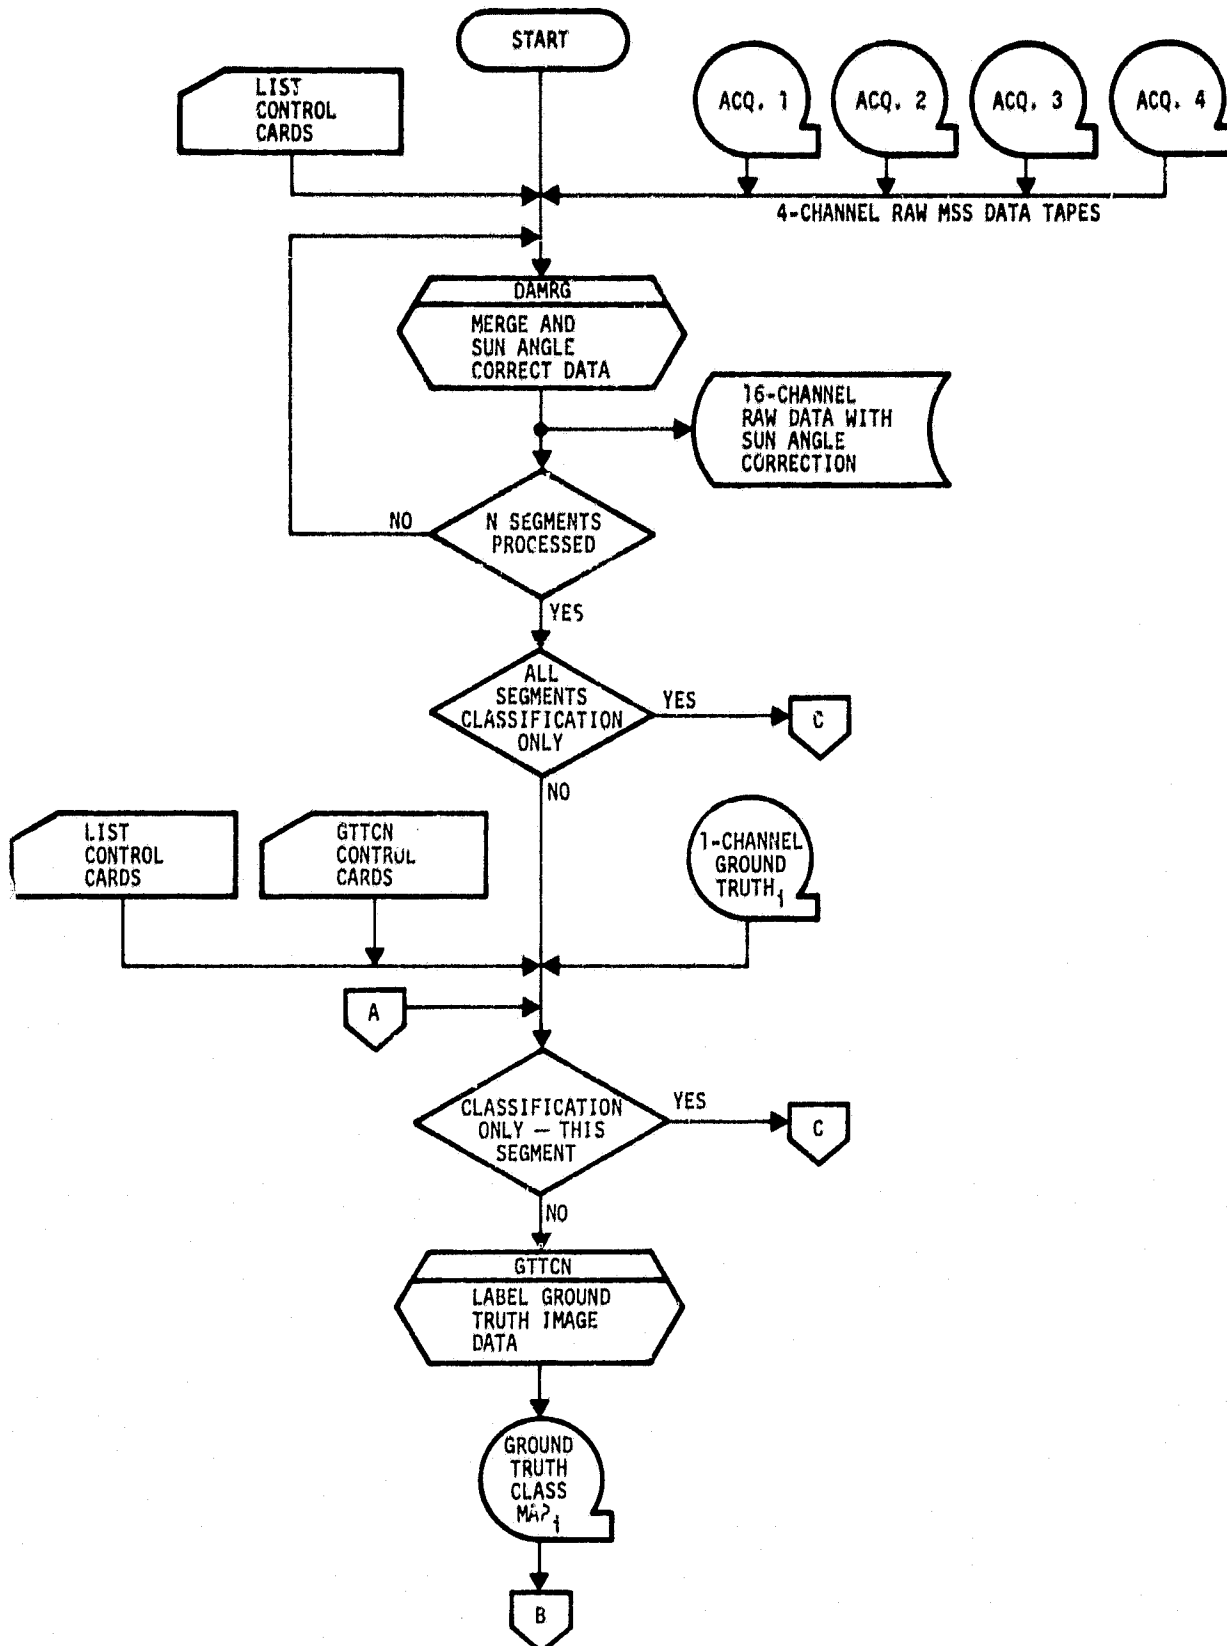 START
LIST
CONTROL
CARDS
ACQ. 1
ACQ. 2
ACQ. 3
ACQ. 4
4-CHANNEL RAW MSS DATA TAPES
DAMRG
MERGE AND
SUN ANGLE
CORRECT DATA
16-CHANNEL
RAW DATA WITH
SUN ANGLE
CORRECTION
NO
N SEGMENTS
PROCESSED
YES
ALL
SEGMENTS
CLASSIFICATION
ONLY
YES
C
NO
LIST
CONTROL
CARDS
GTTCN
CONTROL
CARDS
1-CHANNEL
GROUND
TRUTH i
A
CLASSIFICATION
ONLY — THIS
SEGMENT
YES
C
NO
GTTCN
LABEL GROUND
TRUTH IMAGE
DATA
GROUND
TRUTH
CLASS
MAP i
B